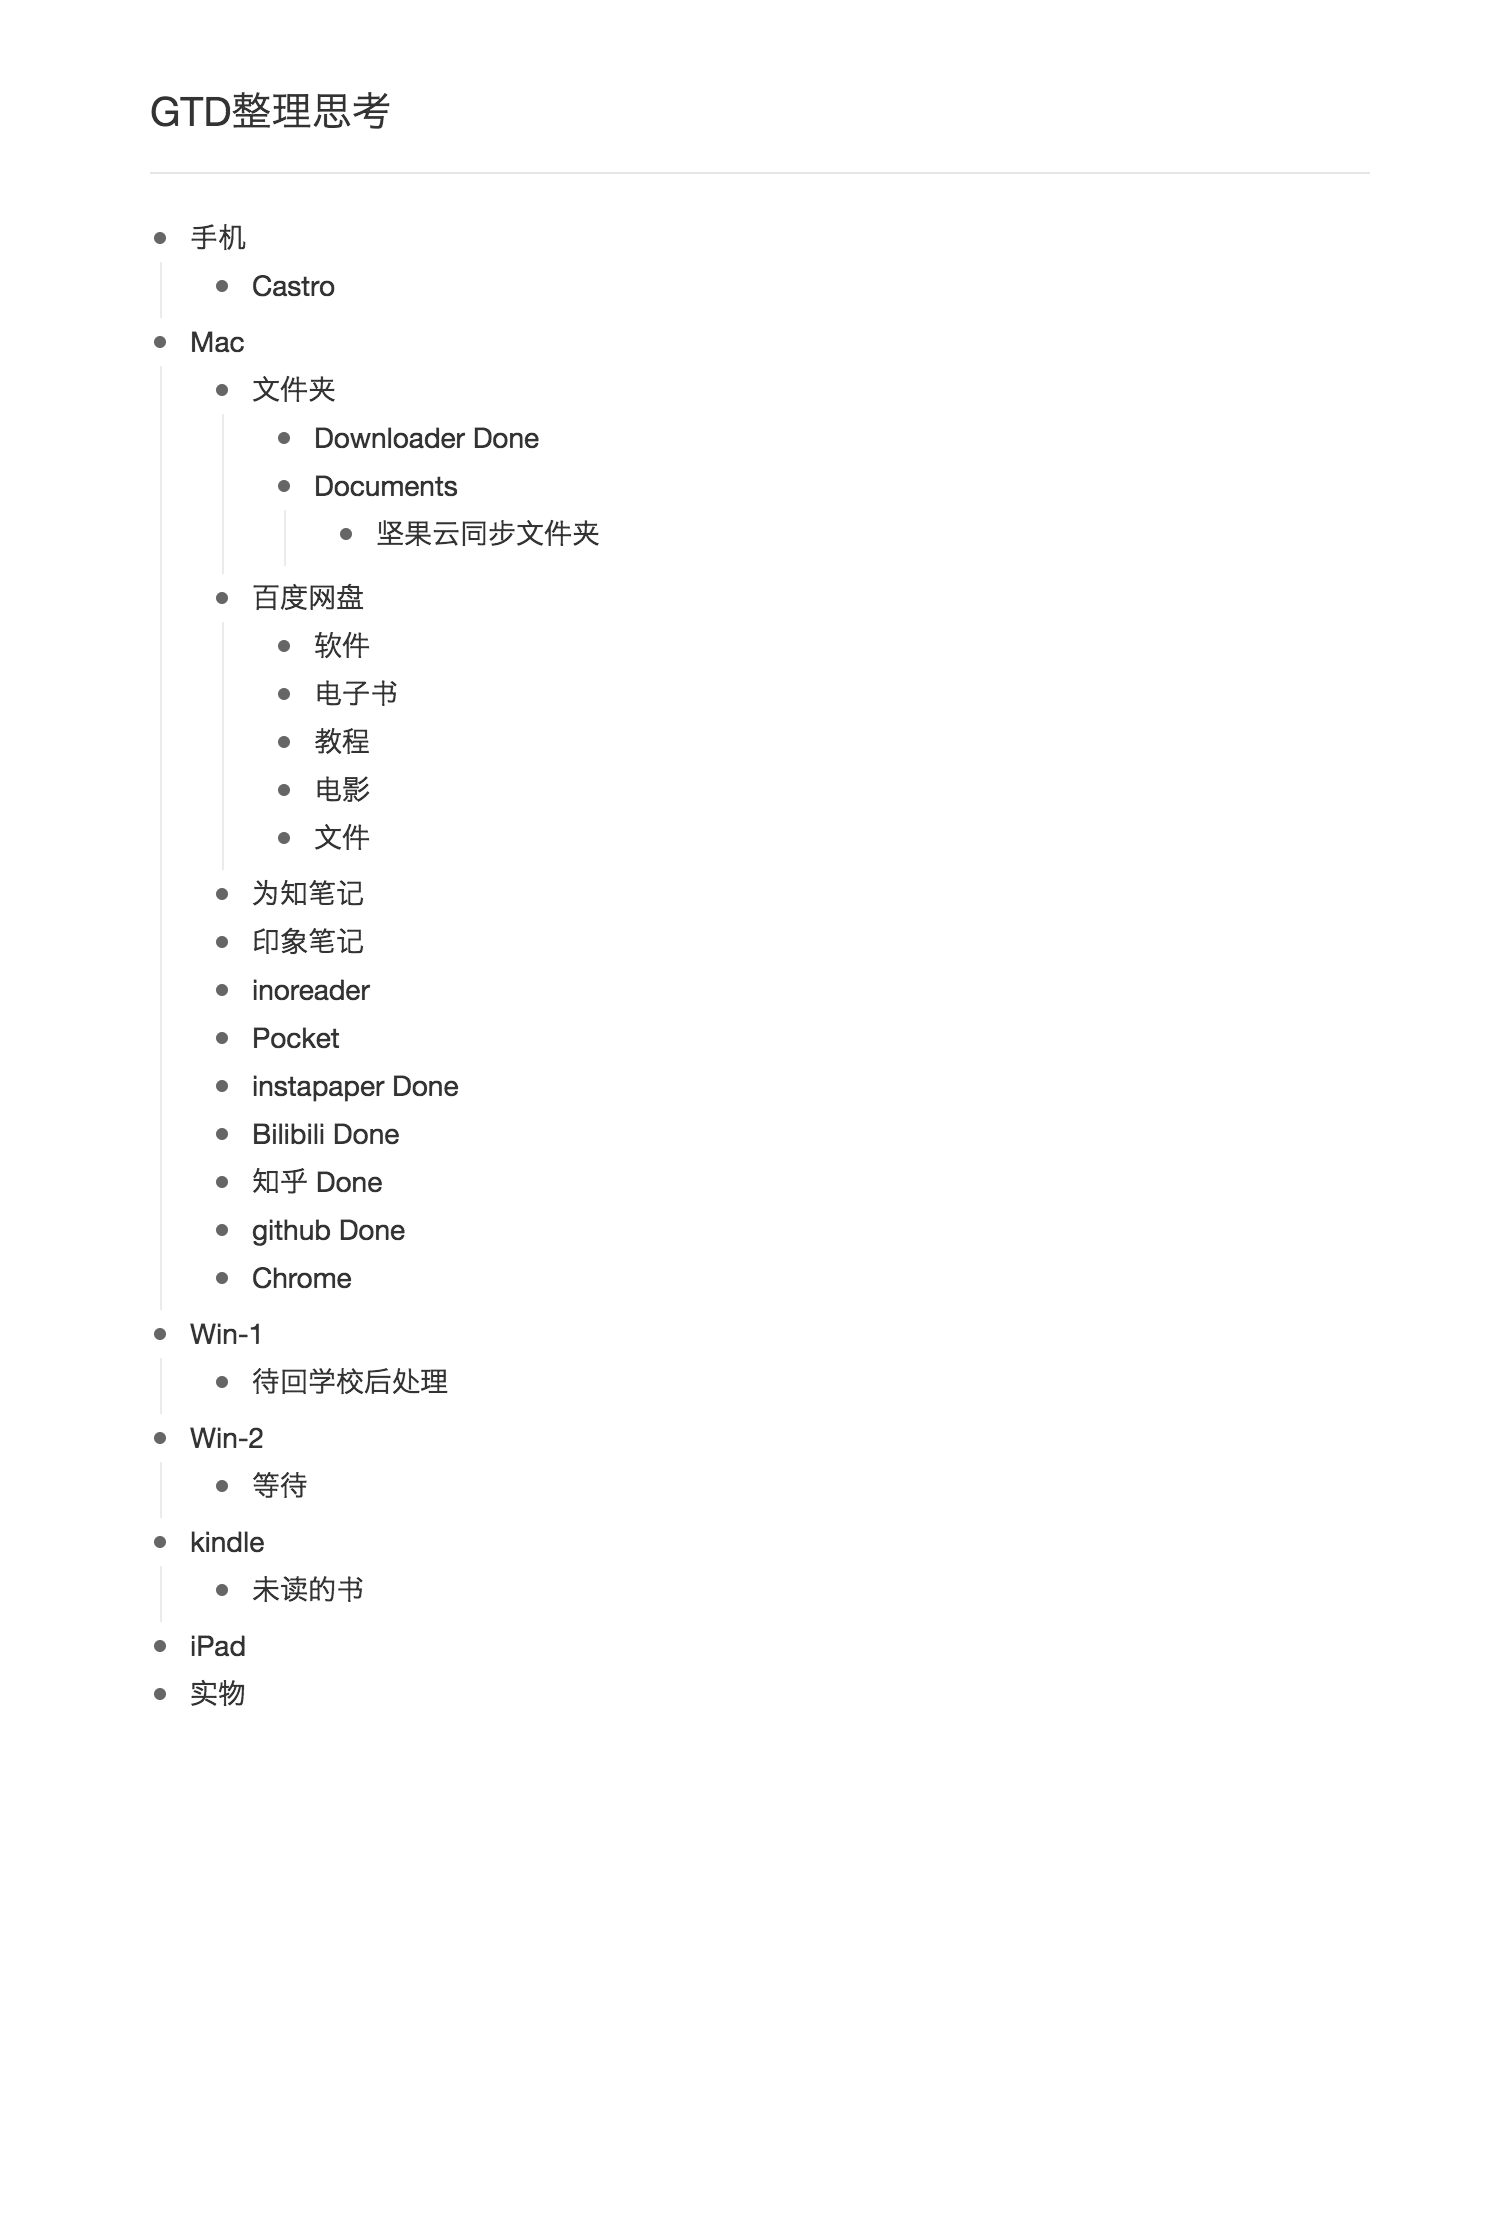 GTD整理思考
手机
Castro
Mac
文件夹
Downloader Done
Documents
坚果云同步文件夹
百度网盘
软件
电子书
教程
电影
文件
为知笔记
印象笔记
inoreader
Pocket
instapaper Done
Bilibili Done
知乎 Done
github Done
Chrome
Win-1
待回学校后处理
Win-2
等待
kindle
未读的书
iPad
实物